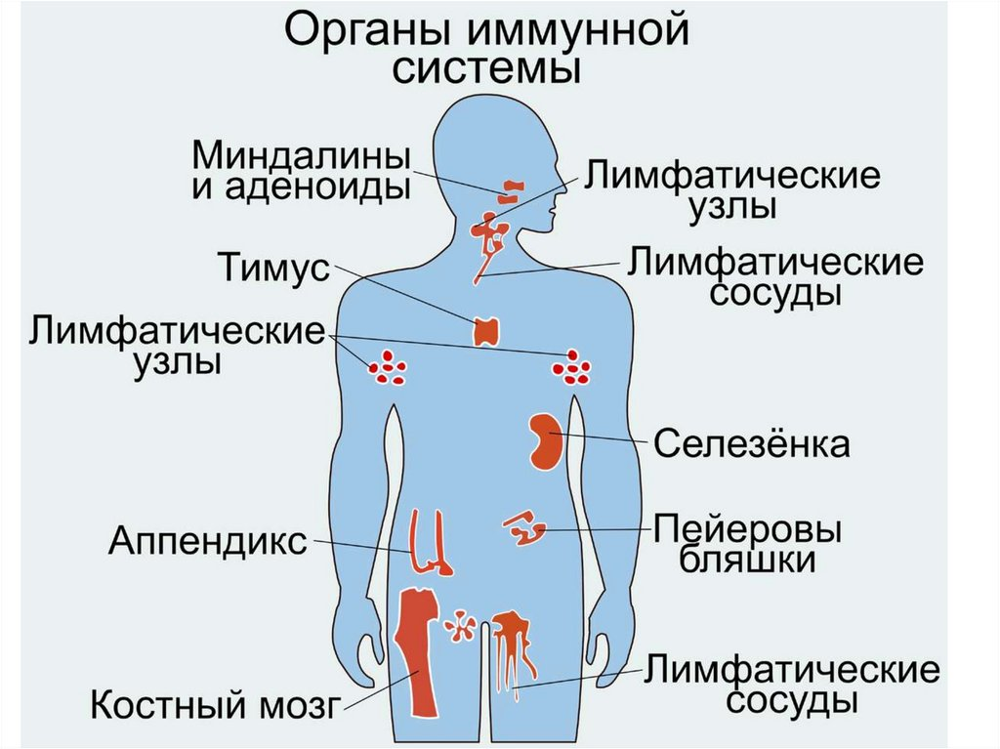 Органы иммунной
системы
Миндалины
и аденоиды
Лимфатические
узлы
Тимус
Лимфатические
сосуды
Лимфатические
узлы
Селезёнка
Аппендикс
Пейеровы
бляшки
Костный мозг
Лимфатические
сосуды